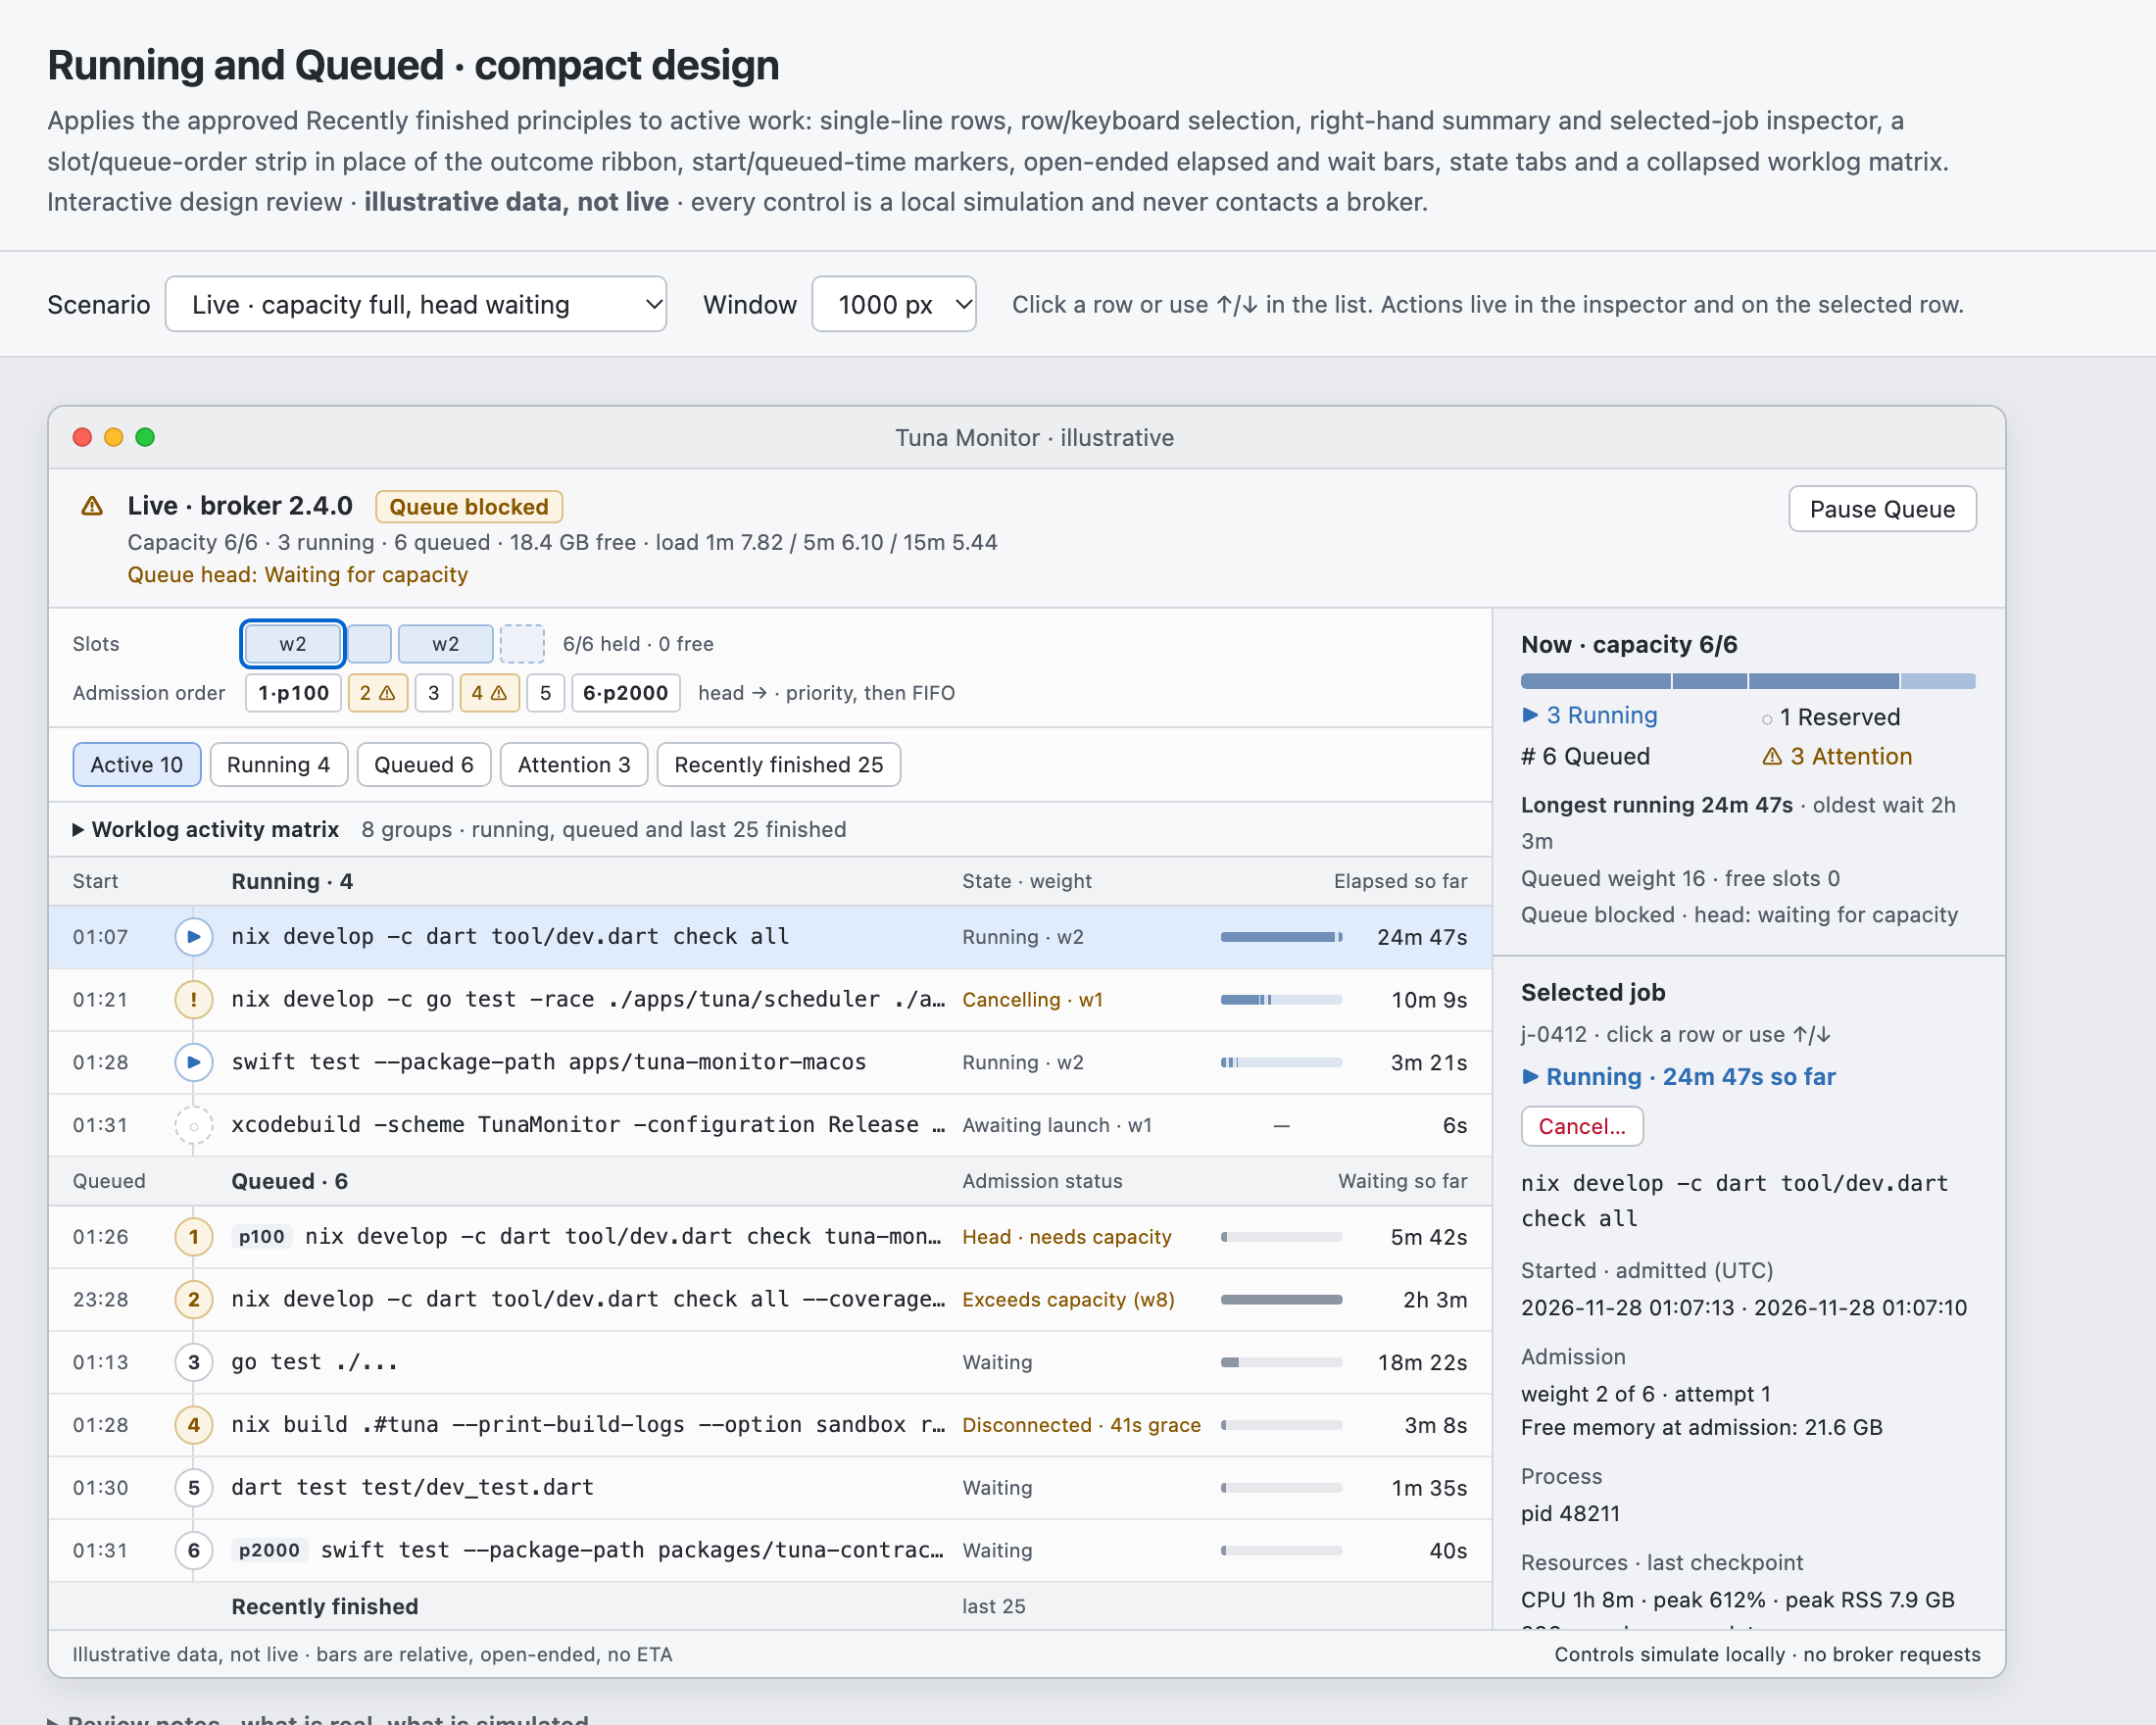 Running and Queued · compact design
Applies the approved Recently finished principles to active work: single-line rows, row/keyboard selection, right-hand summary and selected-job inspector, a
slot/queue-order strip in place of the outcome ribbon, start/queued-time markers, open-ended elapsed and wait bars, state tabs and a collapsed worklog matrix.
Interactive design review · illustrative data, not live · every control is a local simulation and never contacts a broker.
Scenario Live · capacity full, head waiting Window 1000 px Click a row or use ↑/↓ in the list. Actions live in the inspector and on the selected row.
Tuna Monitor · illustrative
Live · broker 2.4.0 Queue blocked
Pause Queue
Capacity 6/6 · 3 running · 6 queued · 18.4 GB free · load 1m 7.82 / 5m 6.10 / 15m 5.44
Queue head: Waiting for capacity
Slots w2 w2 6/6 held · 0 free
Admission order 1·p100 2 ⚠ 3 4 ⚠ 5 6·p2000 head → · priority, then FIFO
Active 10 Running 4 Queued 6 Attention 3 Recently finished 25
▶ Worklog activity matrix 8 groups · running, queued and last 25 finished
Start Running · 4 State · weight Elapsed so far
01:07 ▶ nix develop -c dart tool/dev.dart check all Running · w2 24m 47s
01:21 ! nix develop -c go test -race ./apps/tuna/scheduler ./a… Cancelling · w1 10m 9s
01:28 ▶ swift test --package-path apps/tuna-monitor-macos Running · w2 3m 21s
01:31 ◌ xcodebuild -scheme TunaMonitor -configuration Release … Awaiting launch · w1 — 6s
Queued Queued · 6 Admission status Waiting so far
01:26 1 p100 nix develop -c dart tool/dev.dart check tuna-mon… Head · needs capacity 5m 42s
23:28 2 nix develop -c dart tool/dev.dart check all --coverage… Exceeds capacity (w8) 2h 3m
01:13 3 go test ./... Waiting 18m 22s
01:28 4 nix build .#tuna --print-build-logs --option sandbox r… Disconnected · 41s grace 3m 8s
01:30 5 dart test test/dev_test.dart Waiting 1m 35s
01:31 6 p2000 swift test --package-path packages/tuna-contrac… Waiting 40s
Recently finished last 25
Now · capacity 6/6
▶ 3 Running ◌ 1 Reserved
# 6 Queued ⚠ 3 Attention
Longest running 24m 47s · oldest wait 2h
3m
Queued weight 16 · free slots 0
Queue blocked · head: waiting for capacity
Selected job
j-0412 · click a row or use ↑/↓
▶ Running · 24m 47s so far
Cancel…
nix develop -c dart tool/dev.dart
check all
Started · admitted (UTC)
2026-11-28 01:07:13 · 2026-11-28 01:07:10
Admission
weight 2 of 6 · attempt 1
Free memory at admission: 21.6 GB
Process
pid 48211
Resources · last checkpoint
CPU 1h 8m · peak 612% · peak RSS 7.9 GB
Illustrative data, not live · bars are relative, open-ended, no ETA
Controls simulate locally · no broker requests
▶ Review notes · what is real, what is simulated